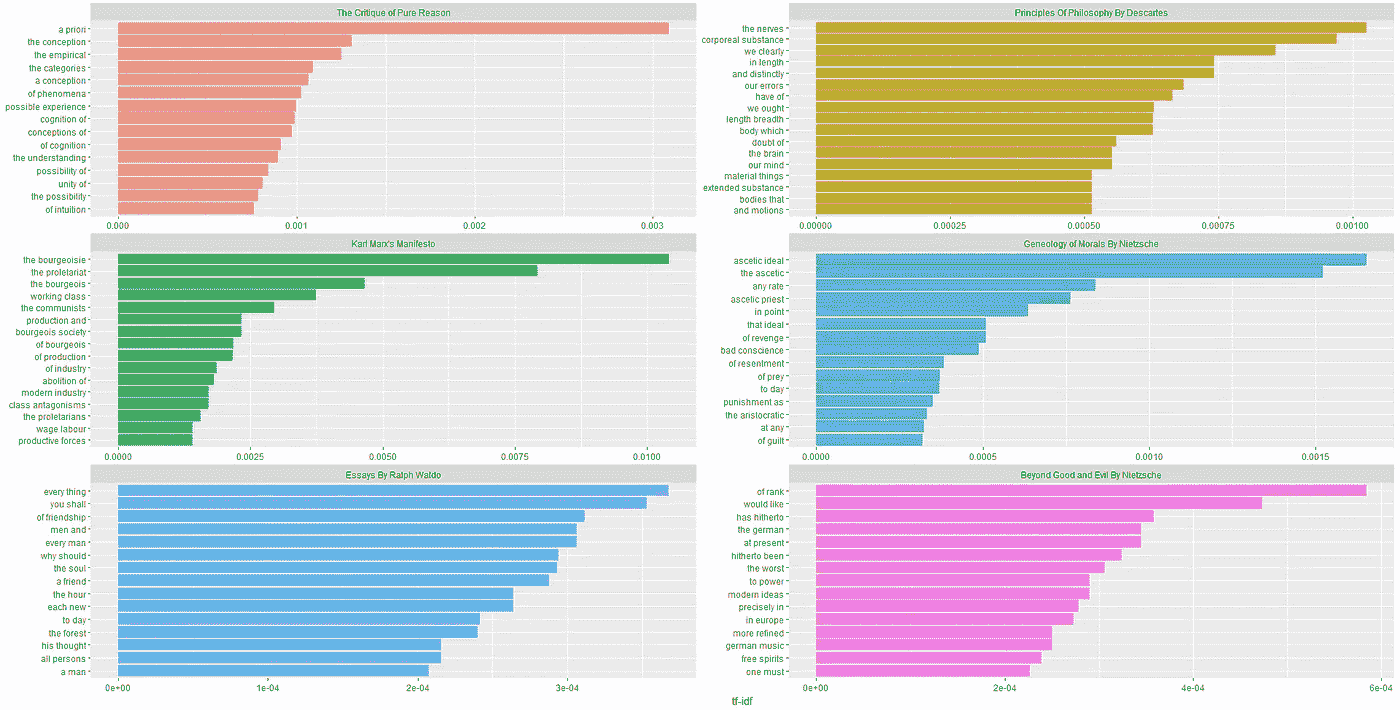 The Critique of Pure Reason
a priori
the conception
the empirical
the categories
a conception
of phenomena
possible experience
cognition of
conceptions of
of cognition
the understanding
possibility of
unity of
the possibility
of intuition
0.000 0.001 0.002 0.003
Principles Of Philosophy By Descartes
the nerves
corporeal substance
we clearly
in length
and distinctly
our errors
have of
we ought
length breadth
body which
doubt of
the brain
our mind
material things
extended substance
bodies that
and motions
0.00000 0.00025 0.00050 0.00075 0.00100
Karl Marx's Manifesto
the bourgeoisie
the proletariat
the bourgeois
working class
the communists
production and
bourgeois society
of bourgeois
of production
of industry
abolition of
modern industry
class antagonisms
the proletarians
wage labour
productive forces
0.0000 0.0025 0.0050 0.0075 0.0100
Geneology of Morals By Nietzsche
ascetic ideal
the ascetic
any rate
ascetic priest
in point
that ideal
of revenge
bad conscience
of resentment
of prey
to day
punishment as
the aristocratic
at any
of guilt
0.0000 0.0005 0.0010 0.0015
Essays By Ralph Waldo
every thing
you shall
of friendship
men and
every man
why should
the soul
a friend
the hour
each new
to day
the forest
his thought
all persons
a man
0e+00 1e-04 2e-04 3e-04
Beyond Good and Evil By Nietzsche
of rank
would like
has hitherto
the german
at present
hitherto been
the worst
to power
modern ideas
precisely in
in europe
more refined
german music
free spirits
one must
0e+00 2e-04 4e-04 6e-04
tf-idf